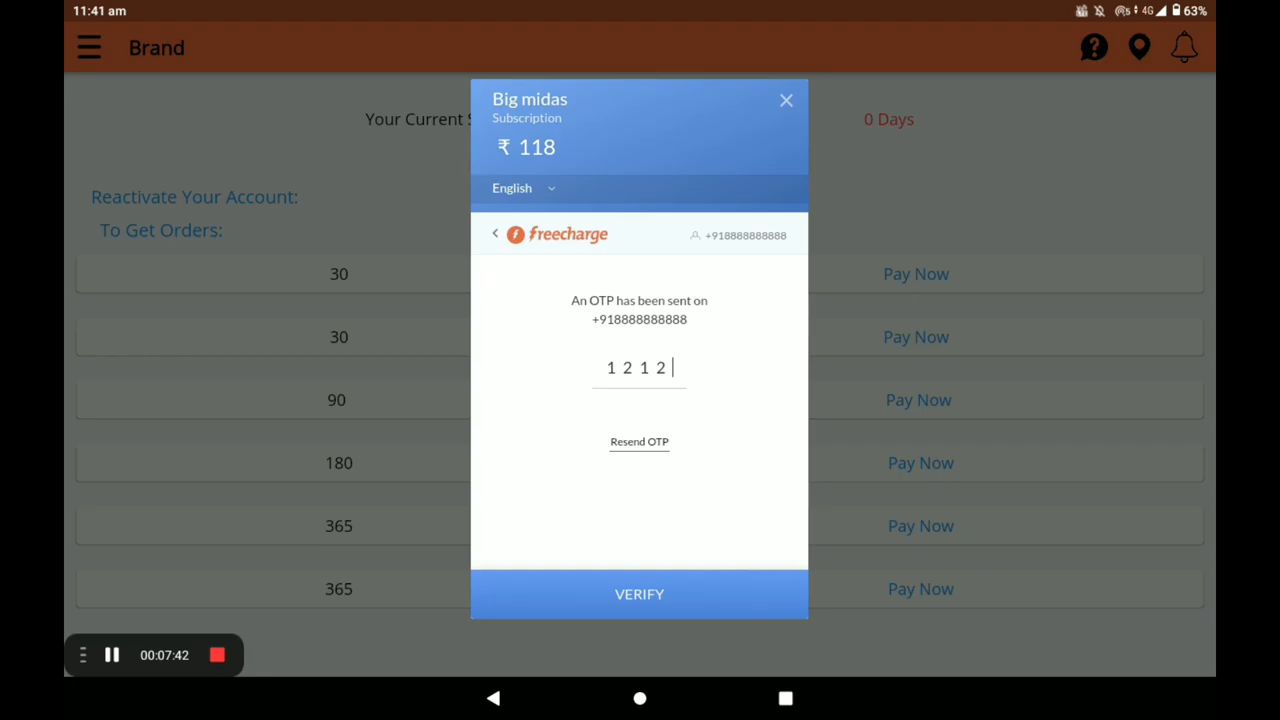 11:41 am
4G 63%
Brand
Big midas
Subscription
₹ 118
English
Your Current S
0 Days
Reactivate Your Account:
To Get Orders:
freecharge
+918888888888
An OTP has been sent on
+918888888888
1 2 1 2
Resend OTP
VERIFY
30 Pay Now
30 Pay Now
90 Pay Now
180 Pay Now
365 Pay Now
365 Pay Now
00:07:42